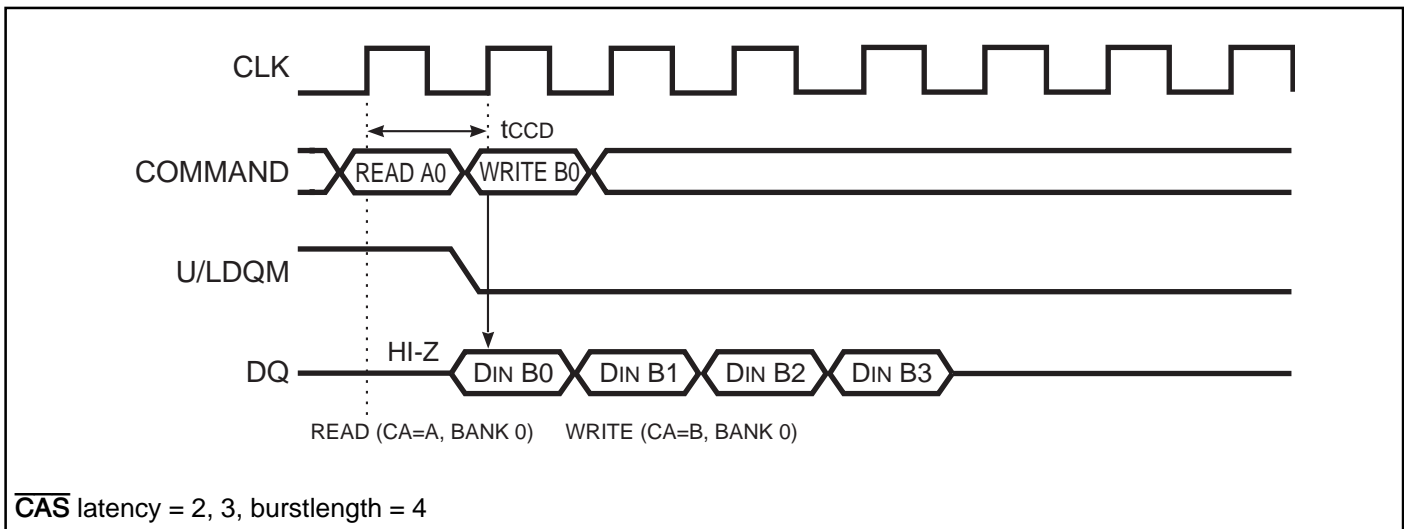 CLK
tCCD
COMMAND READ A0 WRITE B0
U/LDQM
HI-Z
DQ DIN B0 DIN B1 DIN B2 DIN B3
READ (CA=A, BANK 0) WRITE (CA=B, BANK 0)
CAS latency = 2, 3, burstlength = 4